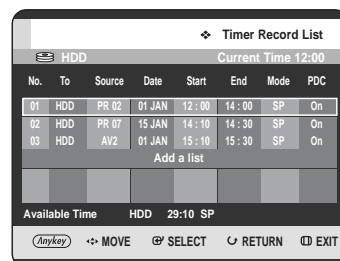 ❖ Timer Record List
HDD Current Time 12:00
No. To Source Date Start End Mode PDC
01 HDD PR 02 01 JAN 12 : 00 14 : 00 SP On
02 HDD PR 07 15 JAN 14 : 10 14 : 30 SP On
03 HDD AV2 01 JAN 15 : 10 15 : 30 SP On
Add a list
Available Time HDD 29:10 SP
Anykey MOVE SELECT RETURN EXIT